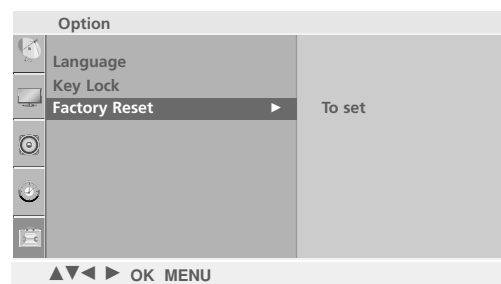 Option
Language
Key Lock
Factory Reset ► To set
▲▼◄ ► OK MENU